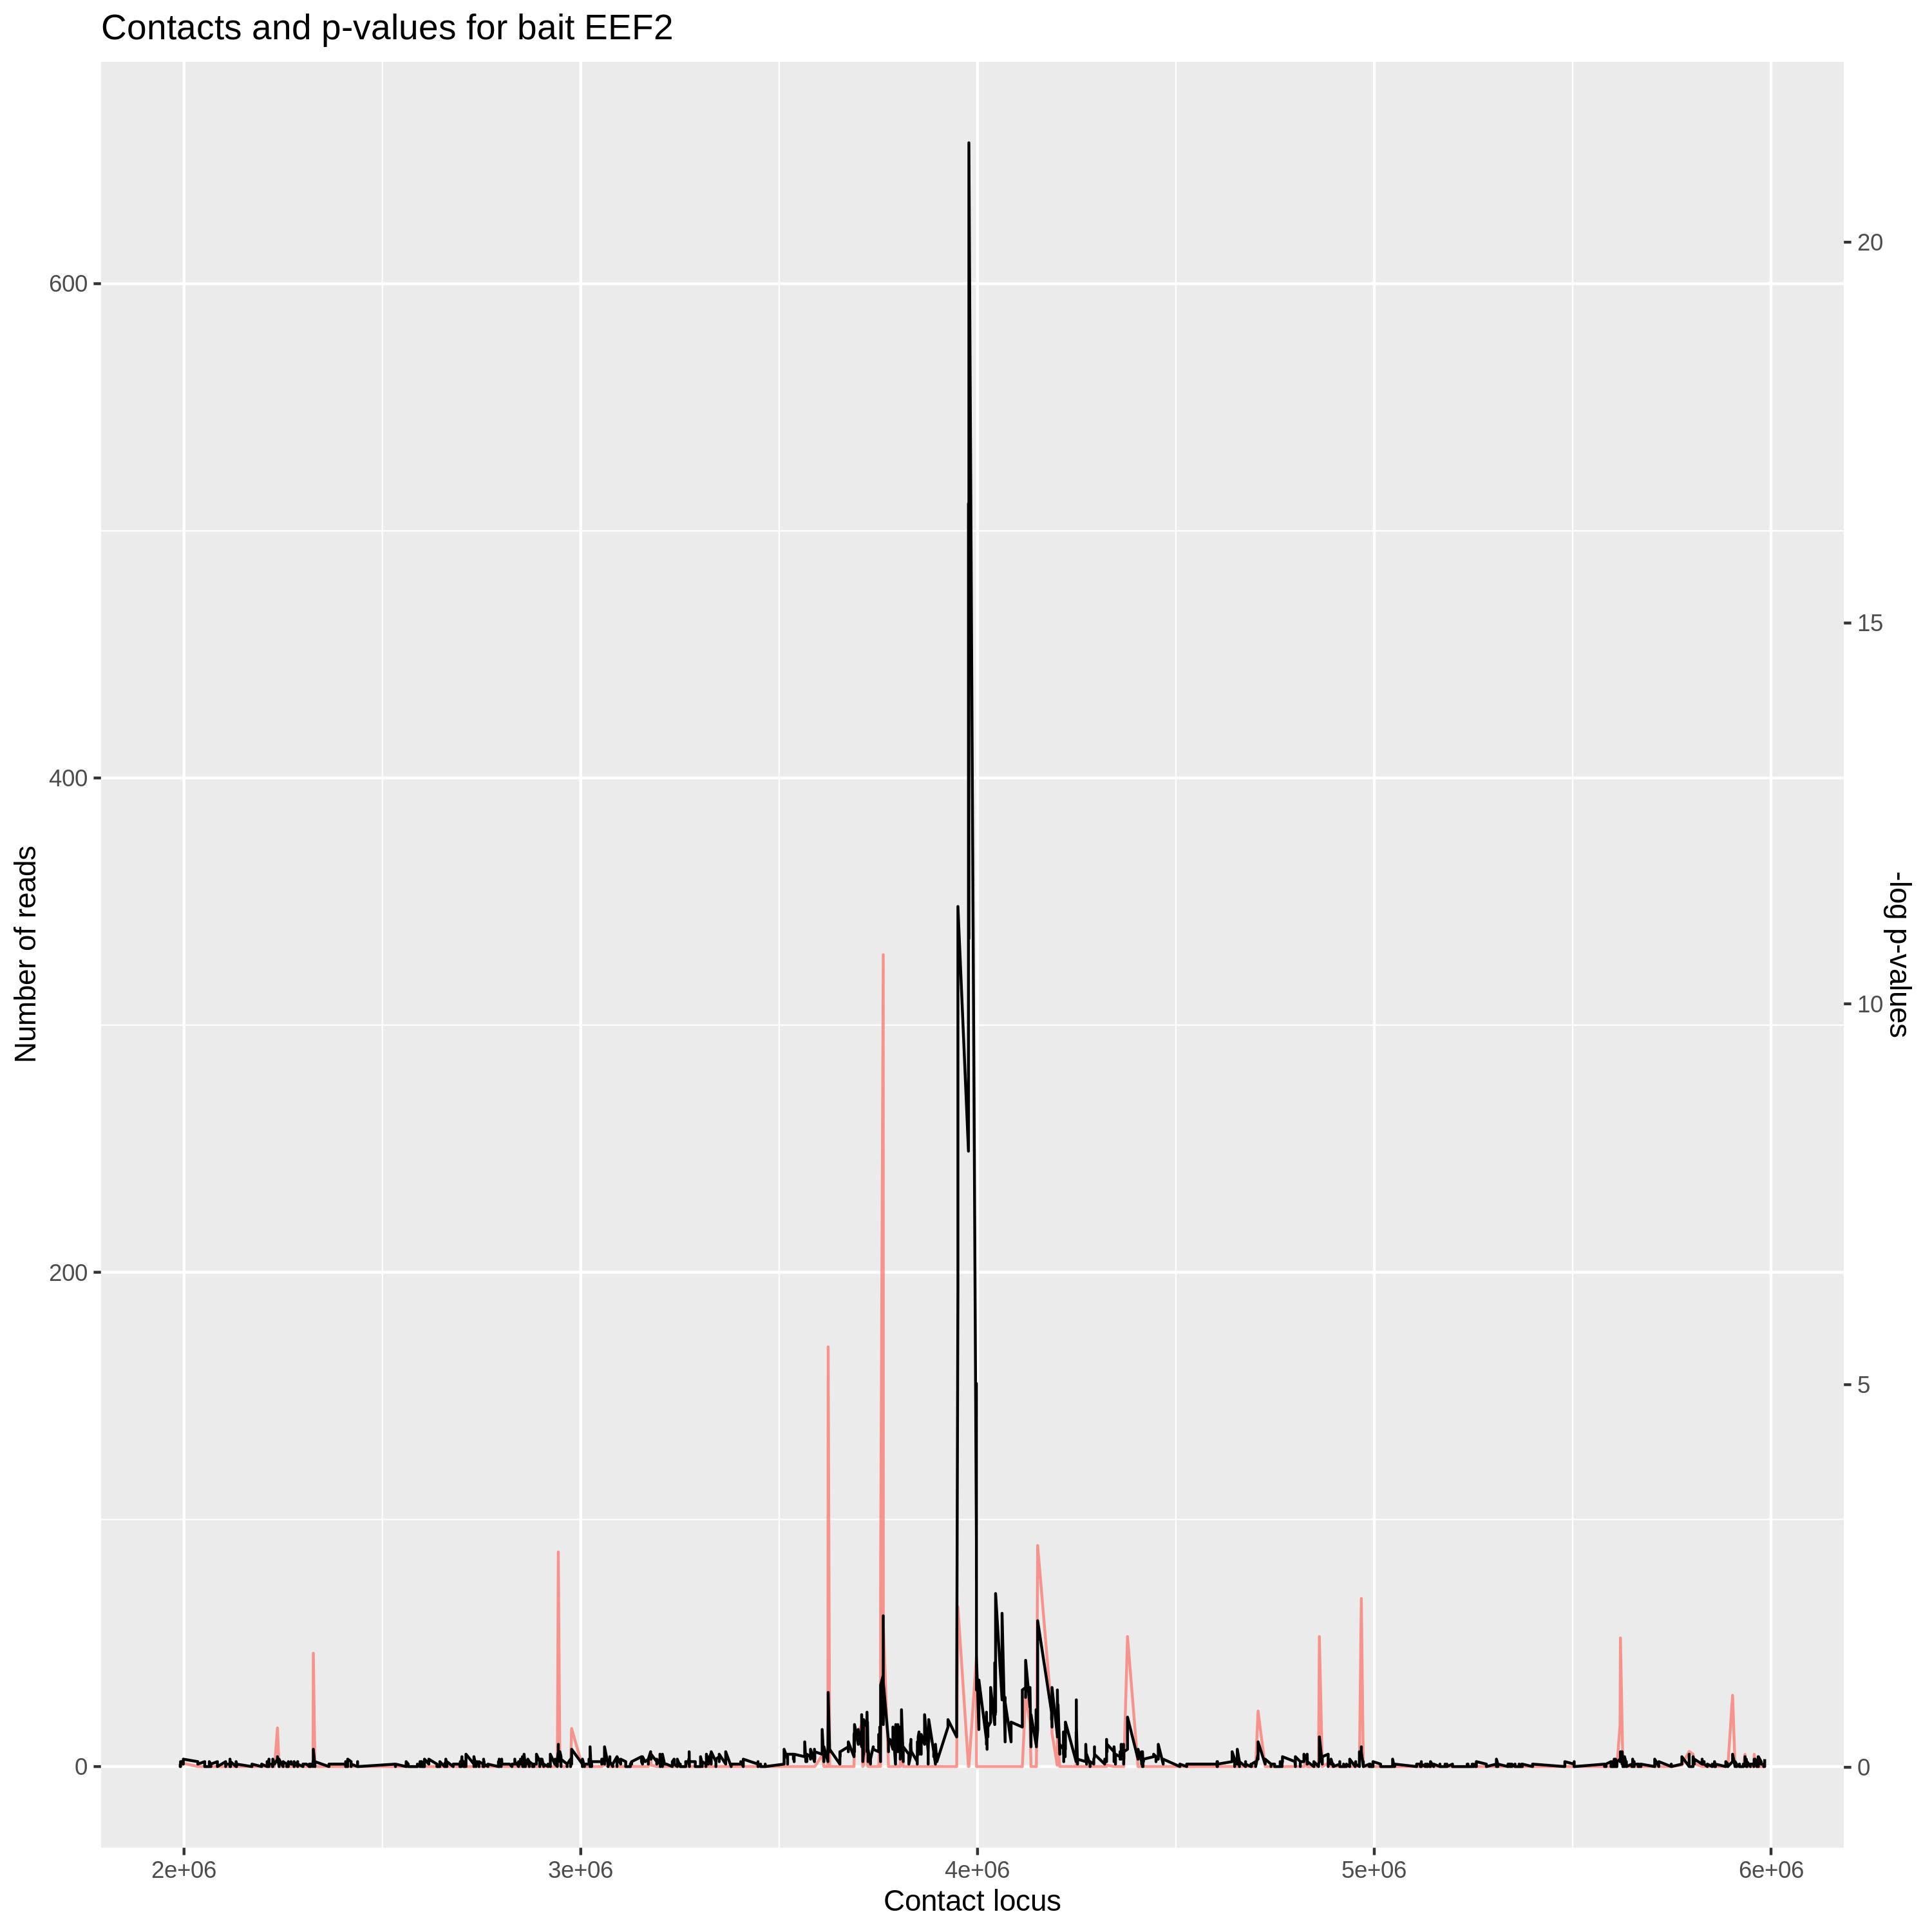 Contacts and p-values for bait EEF2
Number of reads
600
400
200
0
20
15
10
5
0
-log p-values
2e+06
3e+06
4e+06
5e+06
6e+06
Contact locus